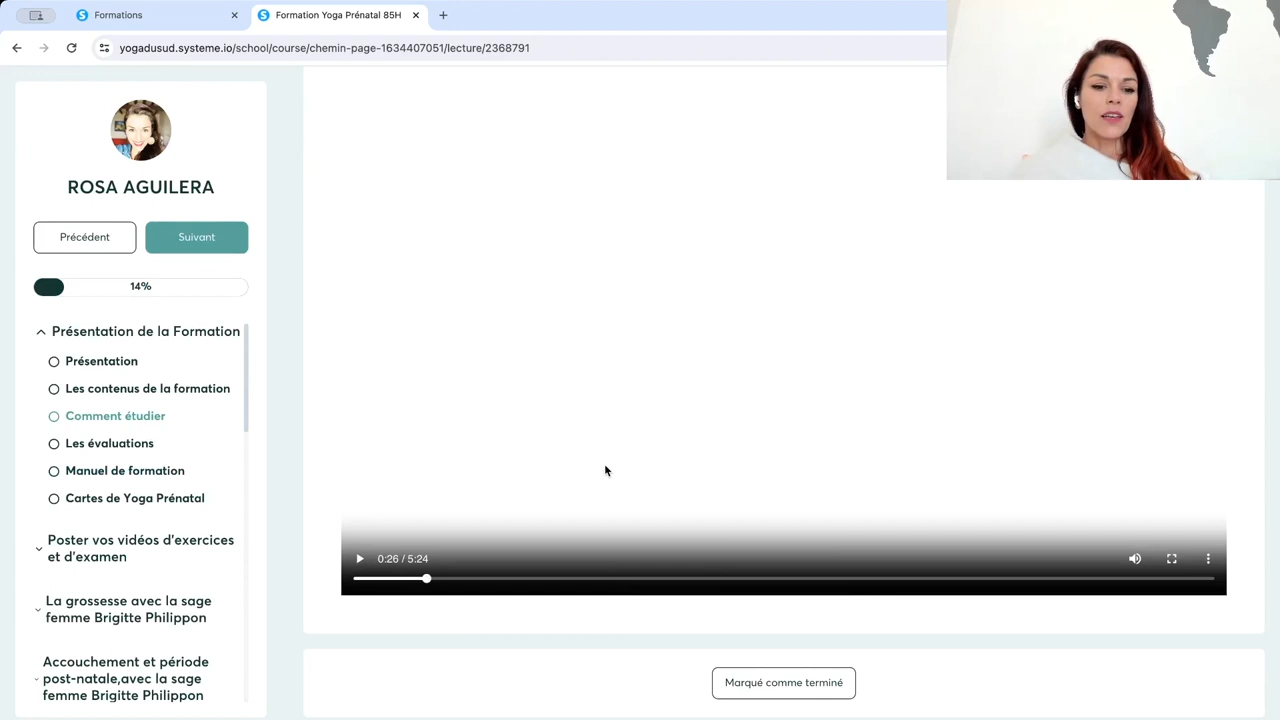 Formations
Formation Yoga Prénatal 85H
yogadusud.systeme.io/school/course/chemin-page-1634407051/lecture/2368791
ROSA AGUILERA
Précédent
Suivant
14%
Présentation de la Formation
Présentation
Les contenus de la formation
Comment étudier
Les évaluations
Manuel de formation
Cartes de Yoga Prénatal
Poster vos vidéos d'exercices
et d'examen
La grossesse avec la sage
femme Brigitte Philippon
Accouchement et période
post-natale,avec la sage
femme Brigitte Philippon
0:26 / 5:24
Marqué comme terminé